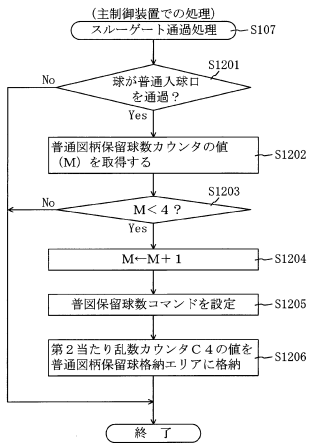 (主制御装置での処理)
スルーゲート通過処理
S107
S1201
球が普通入球口
を通過？
No
Yes
普通図柄保留球数カウンタの値
(M)を取得する
S1202
S1203
M＜4？
No
Yes
M←M＋1
S1204
普図保留球数コマンドを設定
S1205
第2当たり乱数カウンタC4の値を
普通図柄保留球格納エリアに格納
S1206
終 了